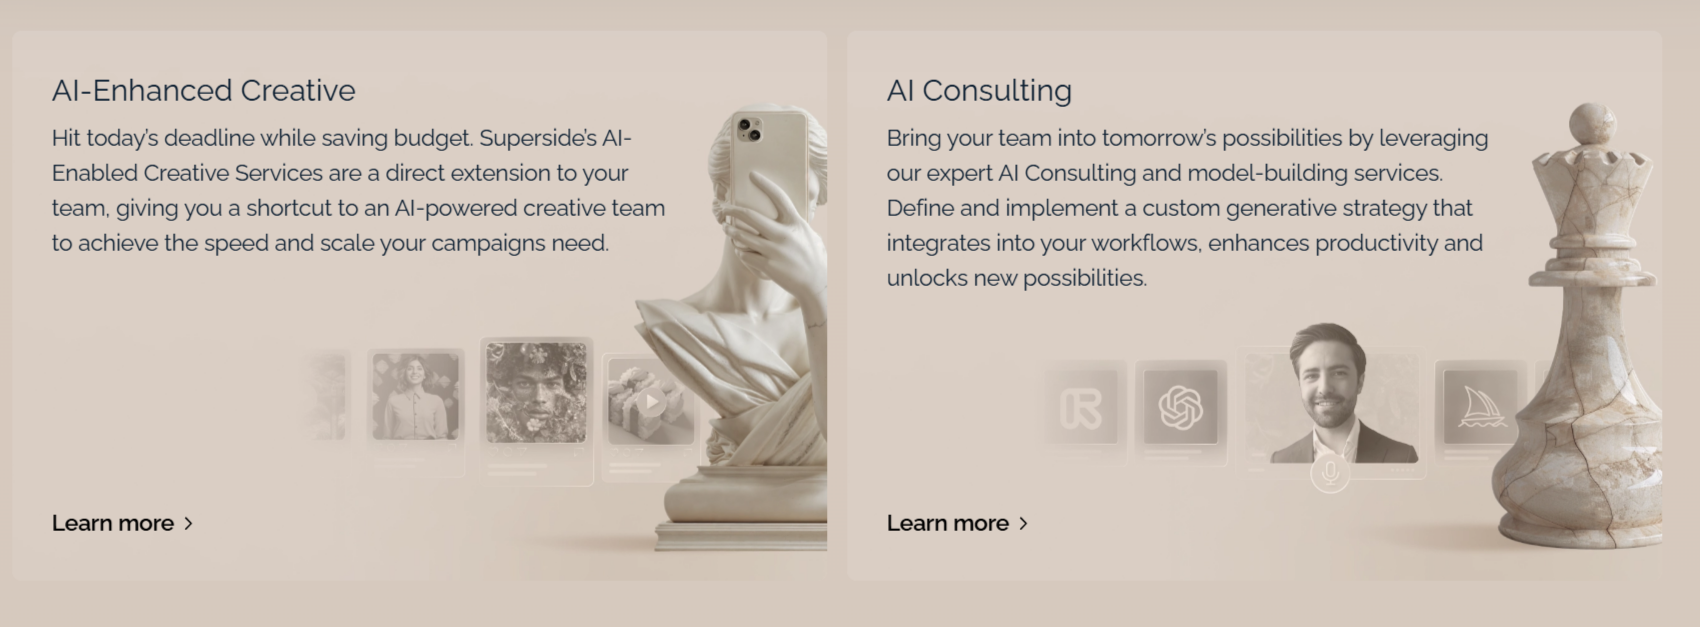 AI-Enhanced Creative
Hit today's deadline while saving budget. Superside's AI-
Enabled Creative Services are a direct extension to your
team, giving you a shortcut to an AI-powered creative team
to achieve the speed and scale your campaigns need.
Learn more
AI Consulting
Bring your team into tomorrow's possibilities by leveraging
our expert AI Consulting and model-building services.
Define and implement a custom generative strategy that
integrates into your workflows, enhances productivity and
unlocks new possibilities.
Learn more